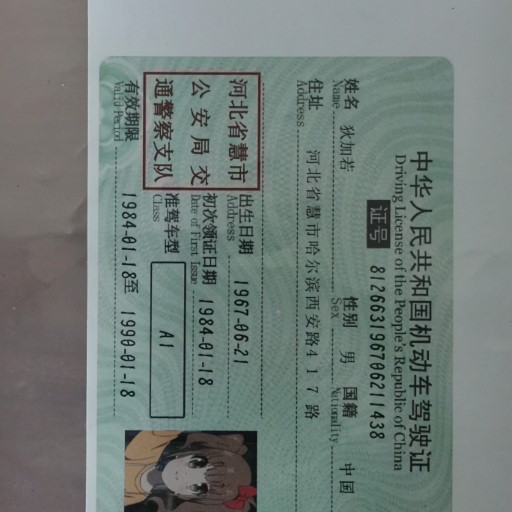 中华人民共和国机动车驾驶证
Driving License of the People's Republic of China
证号 812663196706211438
姓名 狄加若 性别 男 国籍 中国
Name Sex Nationality
住址 河北省慧市哈尔滨西安路417路
Address
河北省慧市
公安局交
通警察支队
出生日期 1967-06-21
Address
初次领证日期 1984-01-18
Date of First Issue
准驾车型 A1
Class
有效期限 1984-01-18至 1990-01-18
Valid Period